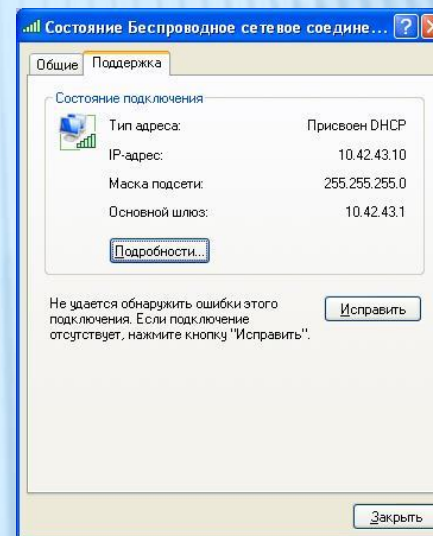 Состояние Беспроводное сетевое соедине...
Общие Поддержка
Состояние подключения
Тип адреса: Присвоен DHCP
IP-адрес: 10.42.43.10
Маска подсети: 255.255.255.0
Основной шлюз: 10.42.43.1
Подробности...
Не удается обнаружить ошибки этого
подключения. Если подключение
отсутствует, нажмите кнопку "Исправить".
Исправить
Закрыть